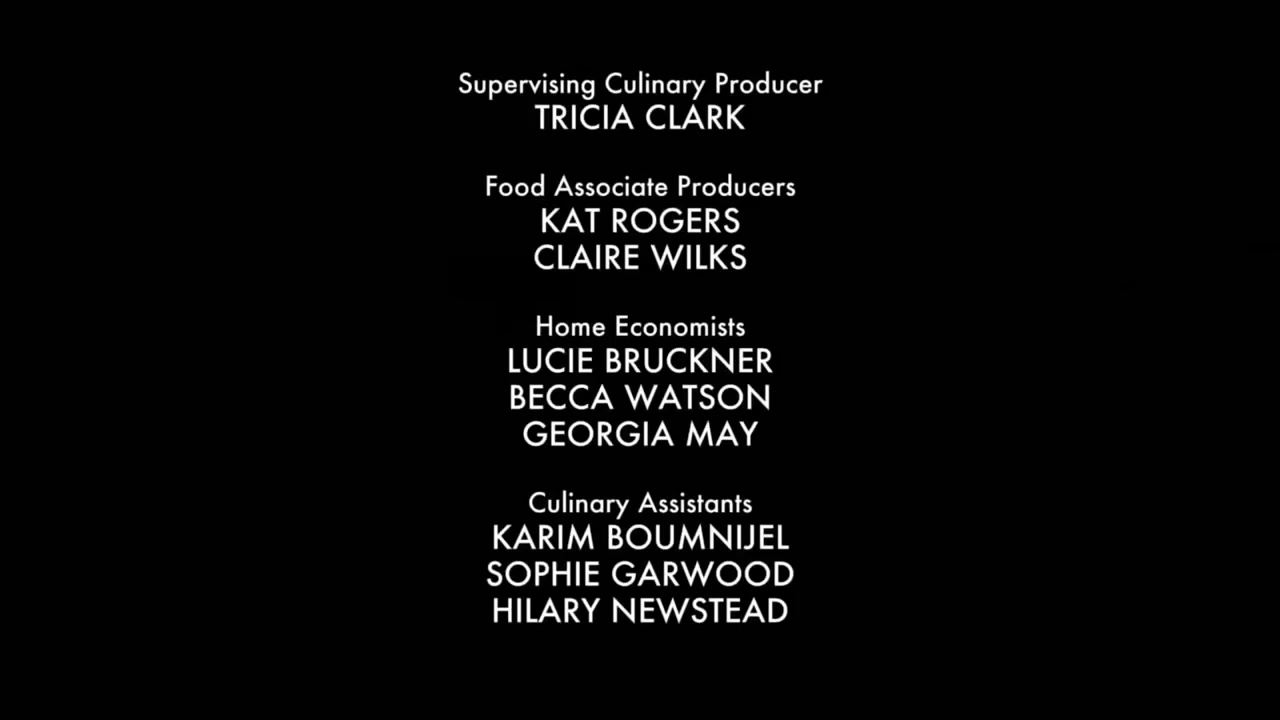 Supervising Culinary Producer
TRICIA CLARK
Food Associate Producers
KAT ROGERS
CLAIRE WILKS
Home Economists
LUCIE BRUCKNER
BECCA WATSON
GEORGIA MAY
Culinary Assistants
KARIM BOUMNIJEL
SOPHIE GARWOOD
HILARY NEWSTEAD